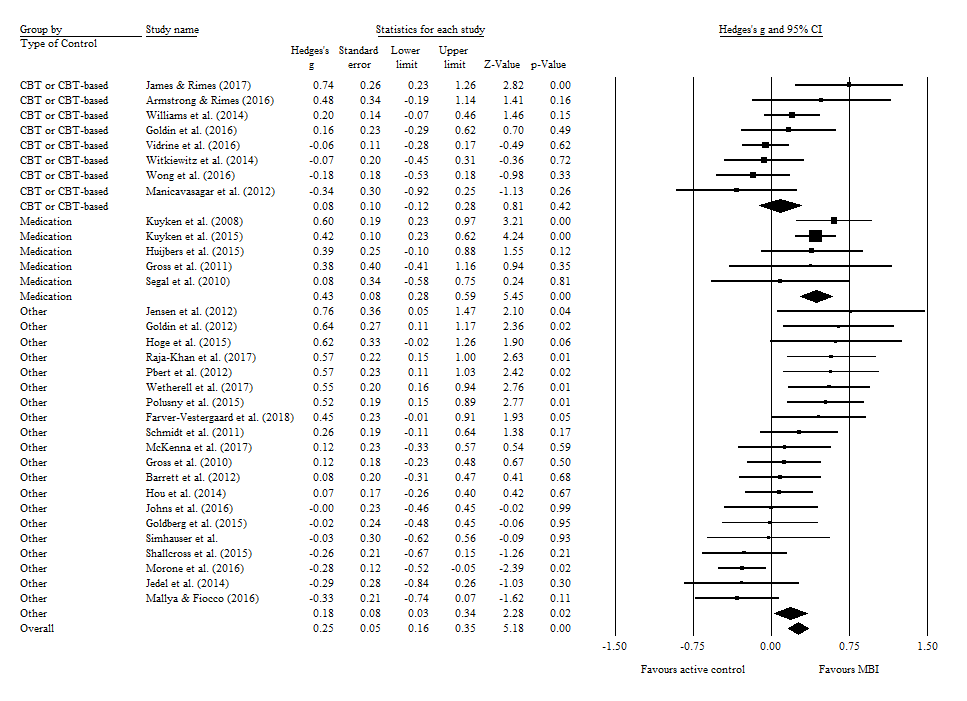 Group by Study name Statistics for each study Hedges's g and 95% CI
Type of Control
Hedges's Standard Lower Upper
g error limit limit Z-Value p-Value
CBT or CBT-based James & Rimes (2017) 0.74 0.26 0.23 1.26 2.82 0.00
CBT or CBT-based Armstrong & Rimes (2016) 0.48 0.34 -0.19 1.14 1.41 0.16
CBT or CBT-based Williams et al. (2014) 0.20 0.14 -0.07 0.46 1.46 0.15
CBT or CBT-based Goldin et al. (2016) 0.16 0.23 -0.29 0.62 0.70 0.49
CBT or CBT-based Vidrine et al. (2016) -0.06 0.11 -0.28 0.17 -0.49 0.62
CBT or CBT-based Witkiewitz et al. (2014) -0.07 0.20 -0.45 0.31 -0.36 0.72
CBT or CBT-based Wong et al. (2016) -0.18 0.18 -0.53 0.18 -0.98 0.33
CBT or CBT-based Manicavasagar et al. (2012) -0.34 0.30 -0.92 0.25 -1.13 0.26
CBT or CBT-based 0.08 0.10 -0.12 0.28 0.81 0.42
Medication Kuyken et al. (2008) 0.60 0.19 0.23 0.97 3.21 0.00
Medication Kuyken et al. (2015) 0.42 0.10 0.23 0.62 4.24 0.00
Medication Huijbers et al. (2015) 0.39 0.25 -0.10 0.88 1.55 0.12
Medication Gross et al. (2011) 0.38 0.40 -0.41 1.16 0.94 0.35
Medication Segal et al. (2010) 0.08 0.34 -0.58 0.75 0.24 0.81
Medication 0.43 0.08 0.28 0.59 5.45 0.00
Other Jensen et al. (2012) 0.76 0.36 0.05 1.47 2.10 0.04
Other Goldin et al. (2012) 0.64 0.27 0.11 1.17 2.36 0.02
Other Hoge et al. (2015) 0.62 0.33 -0.02 1.26 1.90 0.06
Other Raja-Khan et al. (2017) 0.57 0.22 0.15 1.00 2.63 0.01
Other Pbert et al. (2012) 0.57 0.23 0.11 1.03 2.42 0.02
Other Wetherell et al. (2017) 0.55 0.20 0.16 0.94 2.76 0.01
Other Polusny et al. (2015) 0.52 0.19 0.15 0.89 2.77 0.01
Other Farver-Vestergaard et al. (2018) 0.45 0.23 -0.01 0.91 1.93 0.05
Other Schmidt et al. (2011) 0.26 0.19 -0.11 0.64 1.38 0.17
Other McKenna et al. (2017) 0.12 0.23 -0.33 0.57 0.54 0.59
Other Gross et al. (2010) 0.12 0.18 -0.23 0.48 0.67 0.50
Other Barrett et al. (2012) 0.08 0.20 -0.31 0.47 0.41 0.68
Other Hou et al. (2014) 0.07 0.17 -0.26 0.40 0.42 0.67
Other Johns et al. (2016) -0.00 0.23 -0.46 0.45 -0.02 0.99
Other Goldberg et al. (2015) -0.02 0.24 -0.48 0.45 -0.06 0.95
Other Simhauser et al. -0.03 0.30 -0.62 0.56 -0.09 0.93
Other Shallcross et al. (2015) -0.26 0.21 -0.67 0.15 -1.26 0.21
Other Morone et al. (2016) -0.28 0.12 -0.52 -0.05 -2.39 0.02
Other Jedel et al. (2014) -0.29 0.28 -0.84 0.26 -1.03 0.30
Other Mallya & Fiocco (2016) -0.33 0.21 -0.74 0.07 -1.62 0.11
Other 0.18 0.08 0.03 0.34 2.28 0.02
Overall 0.25 0.05 0.16 0.35 5.18 0.00
-1.50 -0.75 0.00 0.75 1.50
Favours active control Favours MBI